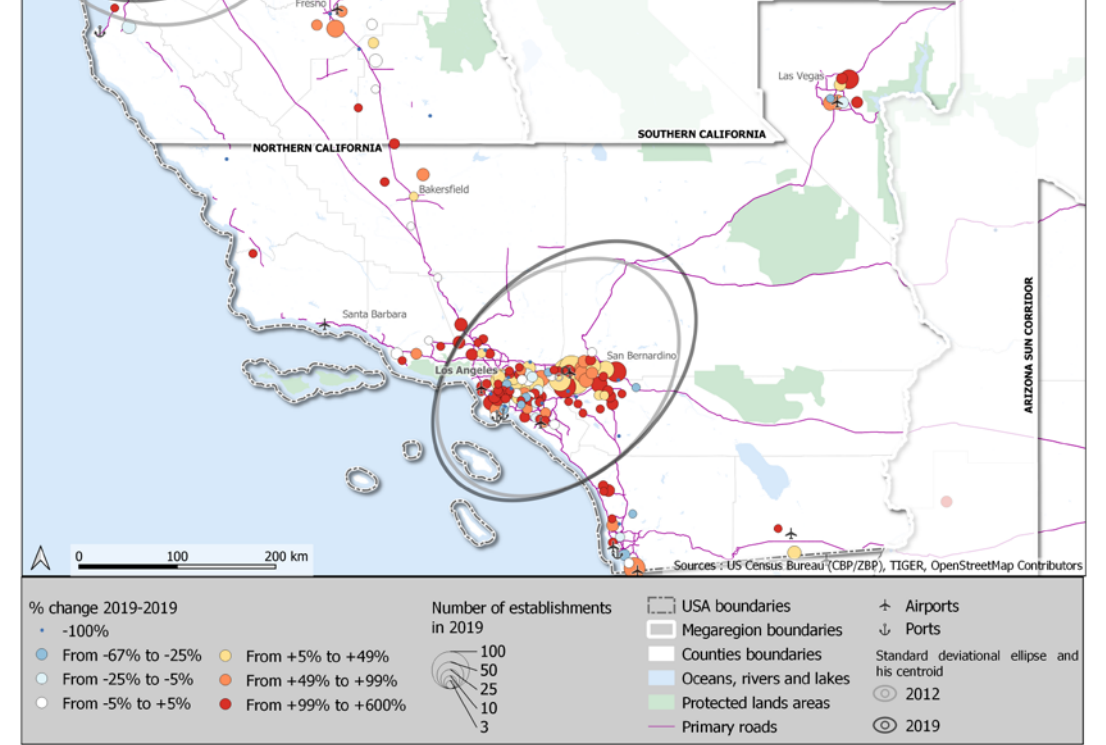 Fresno
Las Vegas
SOUTHERN CALIFORNIA
NORTHERN CALIFORNIA
Bakersfield
ARIZONA SUN CORRIDOR
Santa Barbara
San Bernardino
Los Angeles
0 100 200 km
Sources : US Census Bureau (CBP/ZBP), TIGER, OpenStreetMap Contributors
% change 2019-2019
-100%
From -67% to -25%
From -25% to -5%
From -5% to +5%
From +5% to +49%
From +49% to +99%
From +99% to +600%
Number of establishments
in 2019
100
50
25
10
3
USA boundaries
Megaregion boundaries
Counties boundaries
Oceans, rivers and lakes
Protected lands areas
Primary roads
Airports
Ports
Standard deviational ellipse and
his centroid
2012
2019